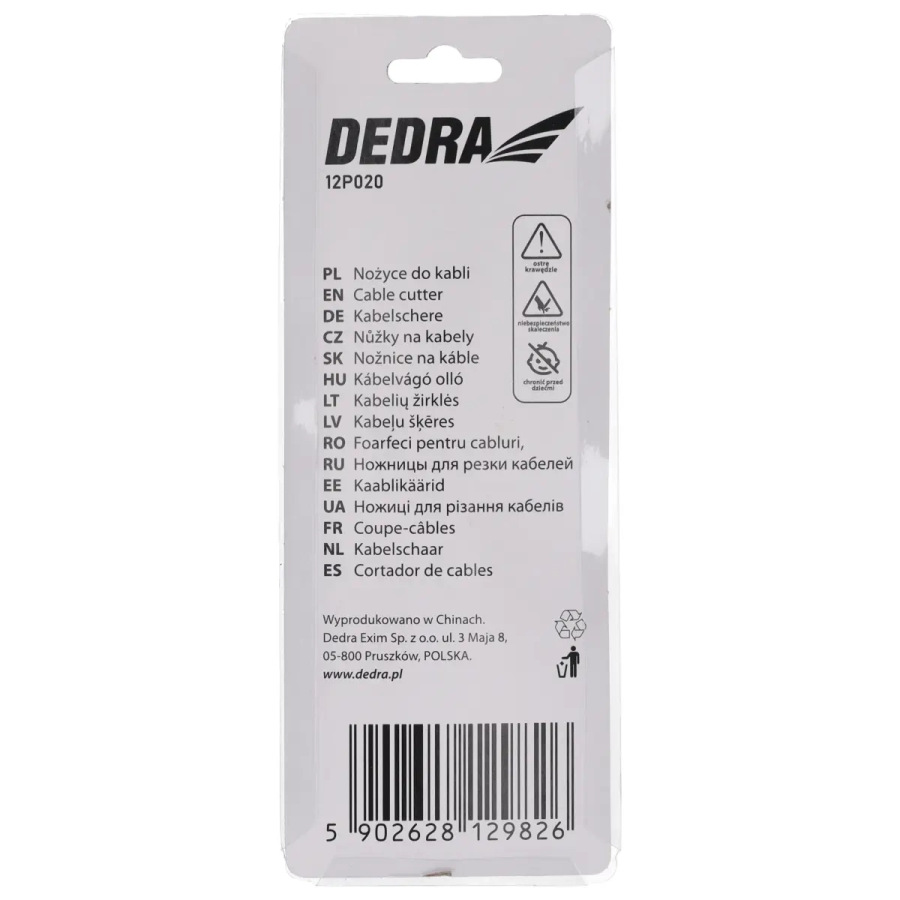 DEDRA
12P020
ostre
krawędzie
niebezpieczeństwo
skaleczenia
chronić przed
dziećmi
PL Nożyce do kabli
EN Cable cutter
DE Kabelschere
CZ Nůžky na kabely
SK Nožnice na káble
HU Kábelvágó olló
LT Kabelių žirklės
LV Kabeļu šķēres
RO Foarfeci pentru cabluri,
RU Ножницы для резки кабелей
EE Kaablikäärid
UA Ножиці для різання кабелів
FR Coupe-câbles
NL Kabelschaar
ES Cortador de cables
Wyprodukowano w Chinach.
Dedra Exim Sp. z o.o. ul. 3 Maja 8,
05-800 Pruszków, POLSKA.
www.dedra.pl
5 902628 129826